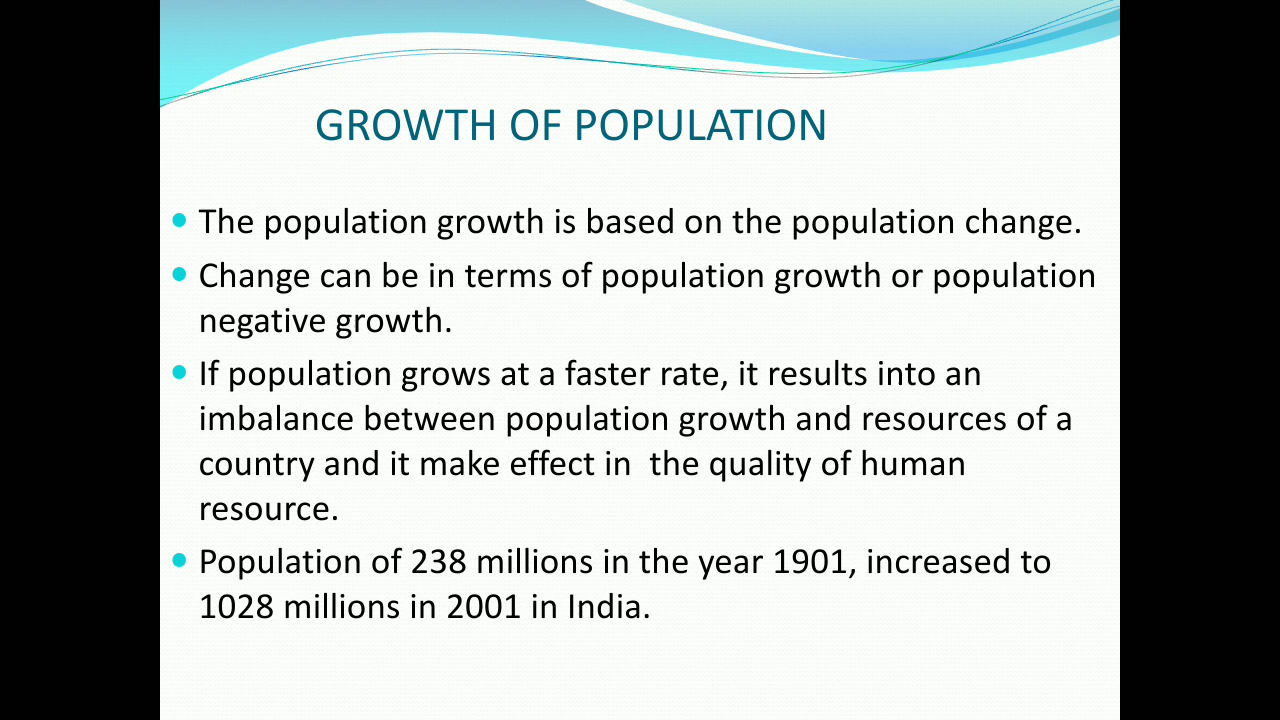 GROWTH OF POPULATION
The population growth is based on the population change.
Change can be in terms of population growth or population
negative growth.
If population grows at a faster rate, it results into an
imbalance between population growth and resources of a
country and it make effect in  the quality of human
resource.
Population of 238 millions in the year 1901, increased to
1028 millions in 2001 in India.